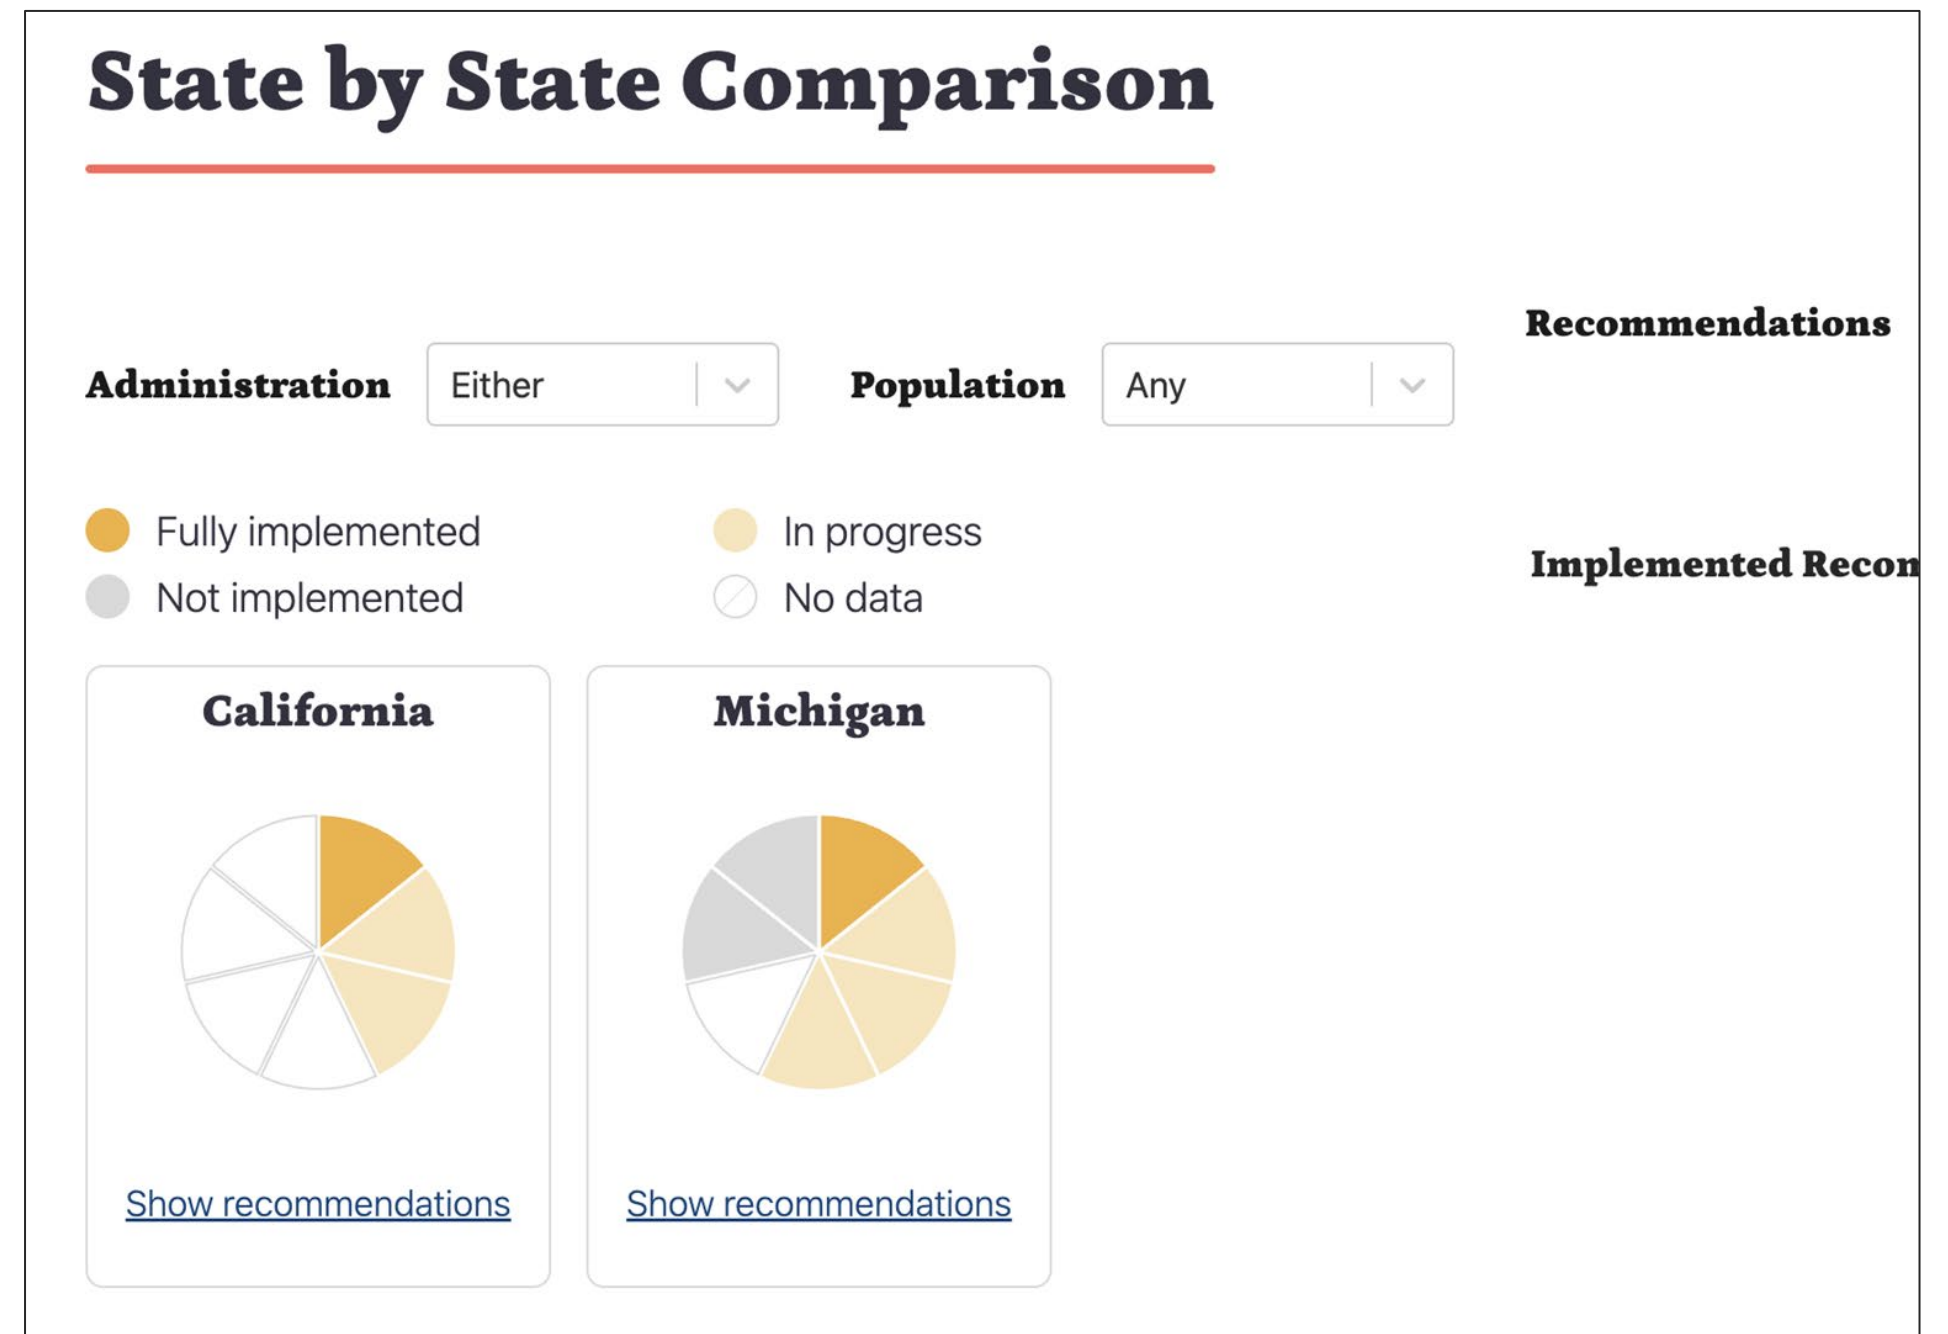 State by State Comparison
Recommendations
Administration Either Population Any
Fully implemented In progress
Implemented Recom
Not implemented No data
California Michigan
Show recommendations Show recommendations